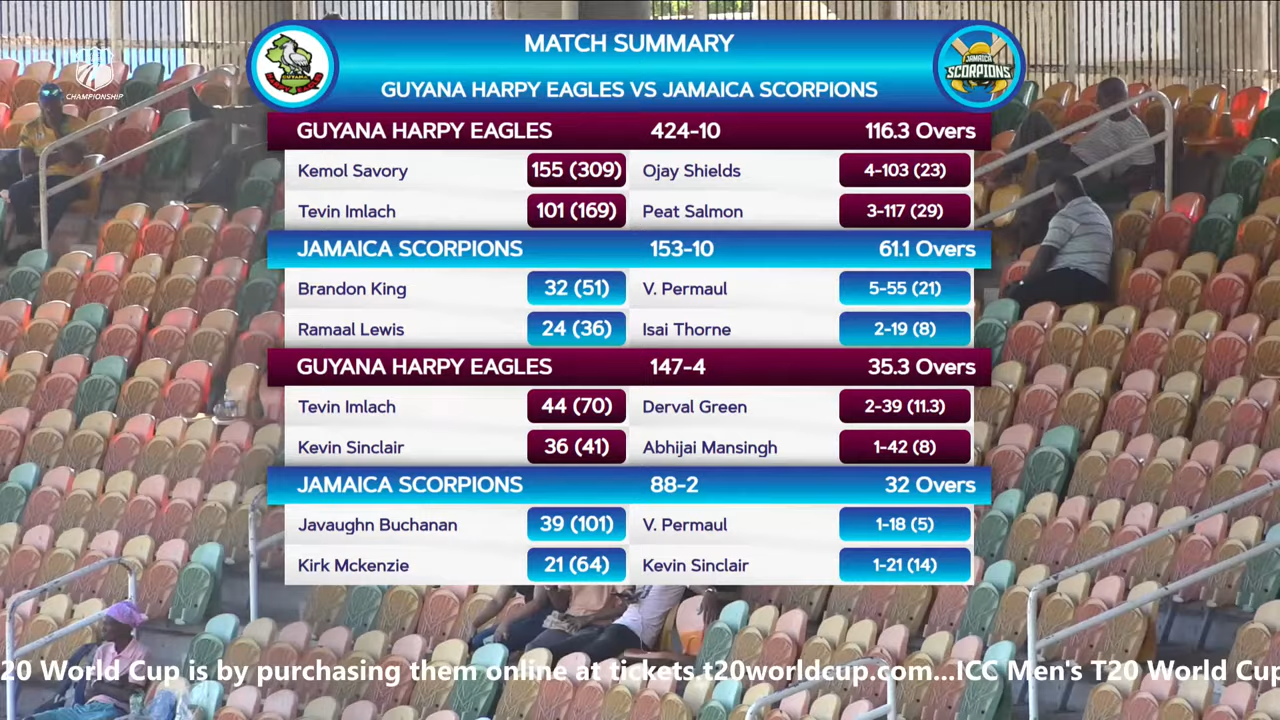 MATCH SUMMARY
GUYANA HARPY EAGLES VS JAMAICA SCORPIONS
GUYANA
JAMAICA
SCORPIONS
CHAMPIONSHIP
GUYANA HARPY EAGLES 424-10 116.3 Overs
Kemol Savory 155 (309) Ojay Shields 4-103 (23)
Tevin Imlach 101 (169) Peat Salmon 3-117 (29)
JAMAICA SCORPIONS 153-10 61.1 Overs
Brandon King 32 (51) V. Permaul 5-55 (21)
Ramaal Lewis 24 (36) Isai Thorne 2-19 (8)
GUYANA HARPY EAGLES 147-4 35.3 Overs
Tevin Imlach 44 (70) Derval Green 2-39 (11.3)
Kevin Sinclair 36 (41) Abhijai Mansingh 1-42 (8)
JAMAICA SCORPIONS 88-2 32 Overs
Javaughn Buchanan 39 (101) V. Permaul 1-18 (5)
Kirk Mckenzie 21 (64) Kevin Sinclair 1-21 (14)
20 World Cup is by purchasing them online at tickets.t20worldcup.com...ICC Men's T20 World Cup